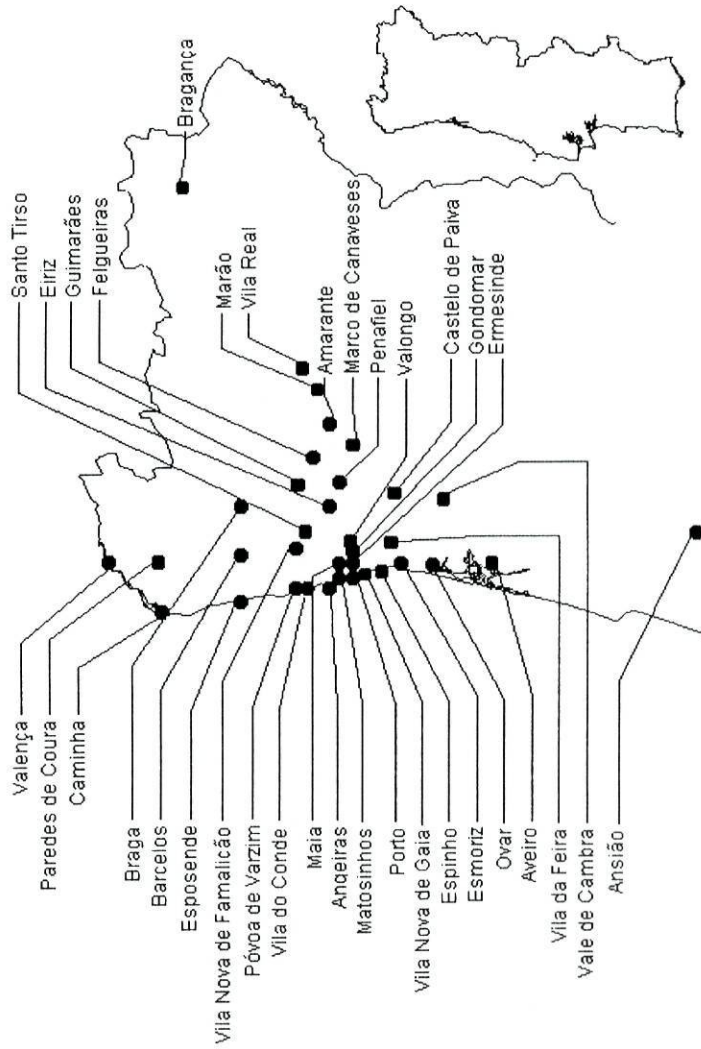 Valença
Paredes de Coura
Caminha
Braga
Barcelos
Esposende
Vila Nova de Famalicão
Póvoa de Varzim
Vila do Conde
Maia
Angeiras
Matosinhos
Porto
Vila Nova de Gaia
Espinho
Esmoriz
Ovar
Aveiro
Vila da Feira
Vale de Cambra
Ansião
Santo Tirso
Eiriz
Guimarães
Felgueiras
Bragança
Marão
Vila Real
Amarante
Marco de Canaveses
Penafiel
Valongo
Castelo de Paiva
Gondomar
Ermesinde